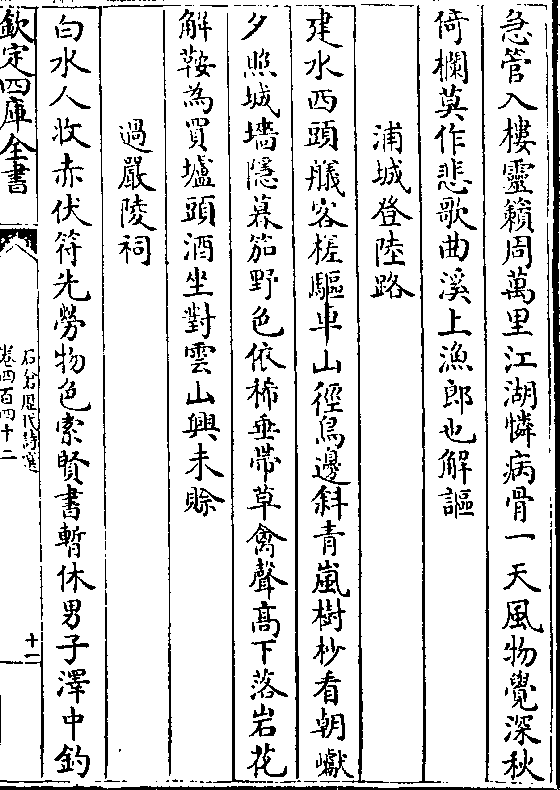 急管入樓靈籟周萬里江湖憐病骨一天風物覺深秋
倚欄莫作悲歌曲溪上漁郎也解謳
浦城登陸路
建水西頭艤客槎驅車山徑鳥邊斜青嵐樹杪看朝巘
夕照城墻隱暮笳野色依稀垂帶草禽聲高下落岩花
解鞍為買壚頭酒坐對雲山興未賖
過嚴陵祠
白水人收赤伏符先勞物色索賢書暫休男子澤中釣
欽定四庫全書
石倉歷代詩選
卷四百四十二
十一